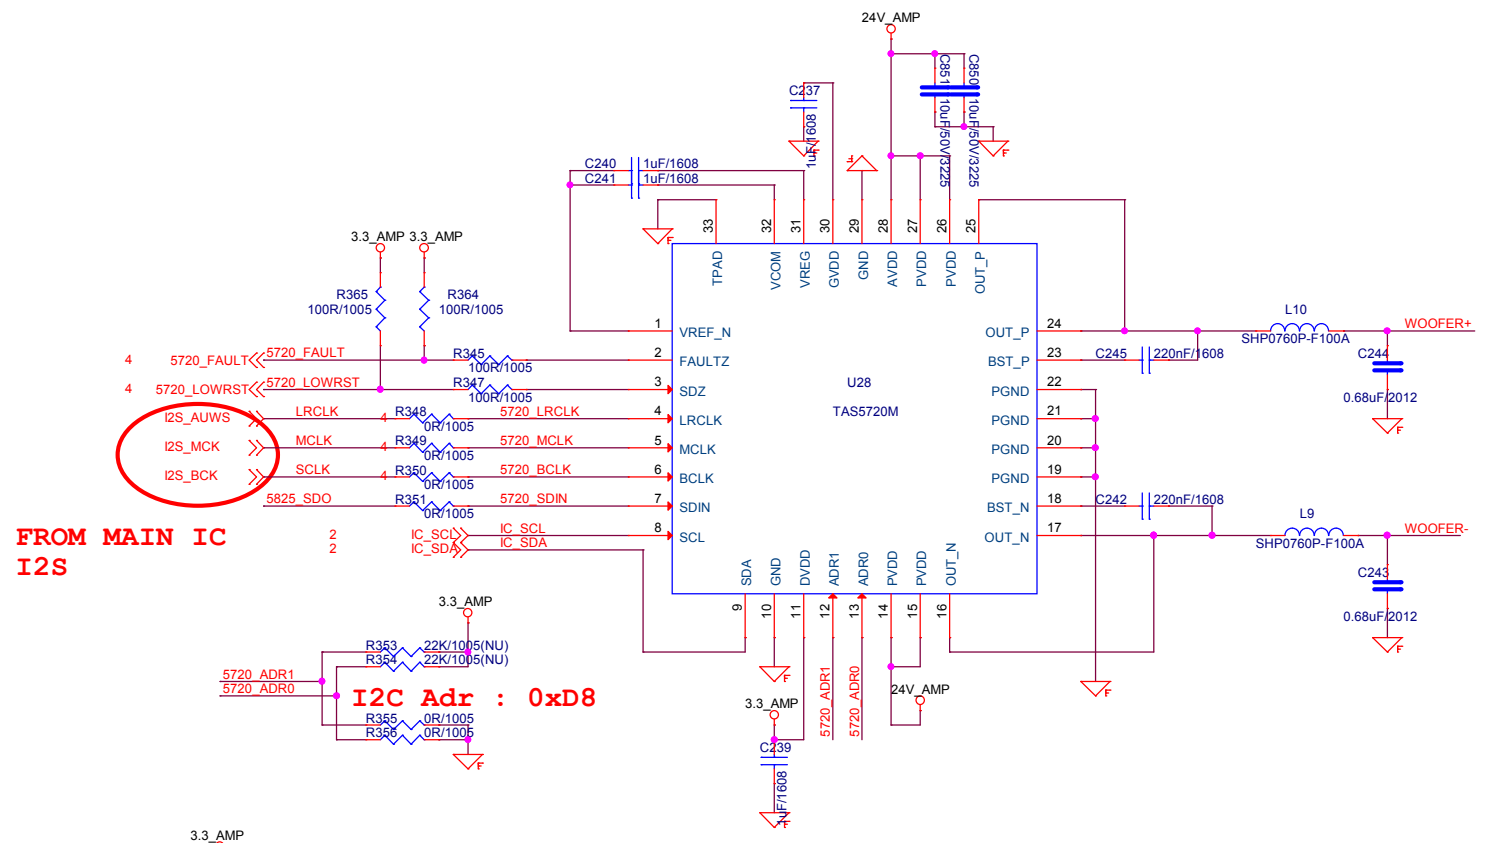 24V_AMP
C851
10uF/50V/3225
C850
10uF/50V/3225
C237
1uF/1608
F
F
F
C240
1uF/1608
C241
1uF/1608
F
33
32
31
30
29
28
27
26
25
TPAD
VCOM
VREG
GVDD
GND
AVDD
PVDD
PVDD
OUT_P
3.3_AMP
3.3_AMP
R365
100R/1005
R364
100R/1005
4
5720_FAULT
5720_FAULT
R345
100R/1005
4
5720_LOWRST
5720_LOWRST
R347
100R/1005
I2S_AUWS
LRCLK
4
R348
0R/1005
5720_LRCLK
I2S_MCK
MCLK
4
R349
0R/1005
5720_MCLK
I2S_BCK
SCLK
4
R350
0R/1005
5720_BCLK
5825_SDO
R351
0R/1005
5720_SDIN
2
IC_SCL
IC_SCL
2
IC_SDA
IC_SDA
FROM MAIN IC
I2S
1
VREF_N
2
FAULTZ
3
SDZ
4
LRCLK
5
MCLK
6
BCLK
7
SDIN
8
SCL
U28
TAS5720M
OUT_P
24
BST_P
23
PGND
22
PGND
21
PGND
20
PGND
19
BST_N
18
OUT_N
17
C245
220nF/1608
L10
SHP0760P-F100A
WOOFER+
C244
0.68uF/2012
F
C242
220nF/1608
L9
SHP0760P-F100A
WOOFER-
C243
0.68uF/2012
F
SDA
GND
DVDD
ADR1
ADR0
PVDD
PVDD
OUT_N
9
10
11
12
13
14
15
16
F
F
5720_ADR1
5720_ADR0
24V_AMP
3.3_AMP
C239
1uF/1608
F
3.3_AMP
R353
22K/1005(NU)
R354
22K/1005(NU)
5720_ADR1
5720_ADR0
I2C Adr : 0xD8
R355
0R/1005
R356
0R/1005
F
3.3_AMP